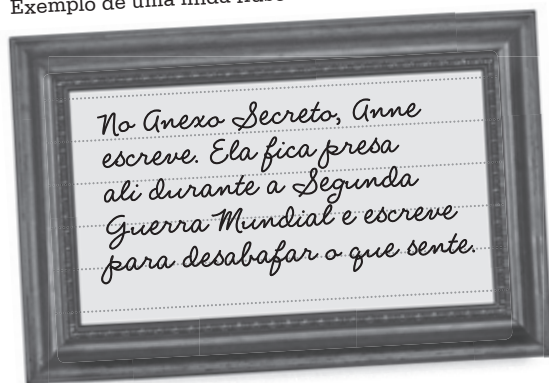 Exemplo de uma linda
No Anexo Secreto, Anne
escreve. Ela fica presa
ali durante a Segunda
Guerra Mundial e escreve
para desabafar o que sente.